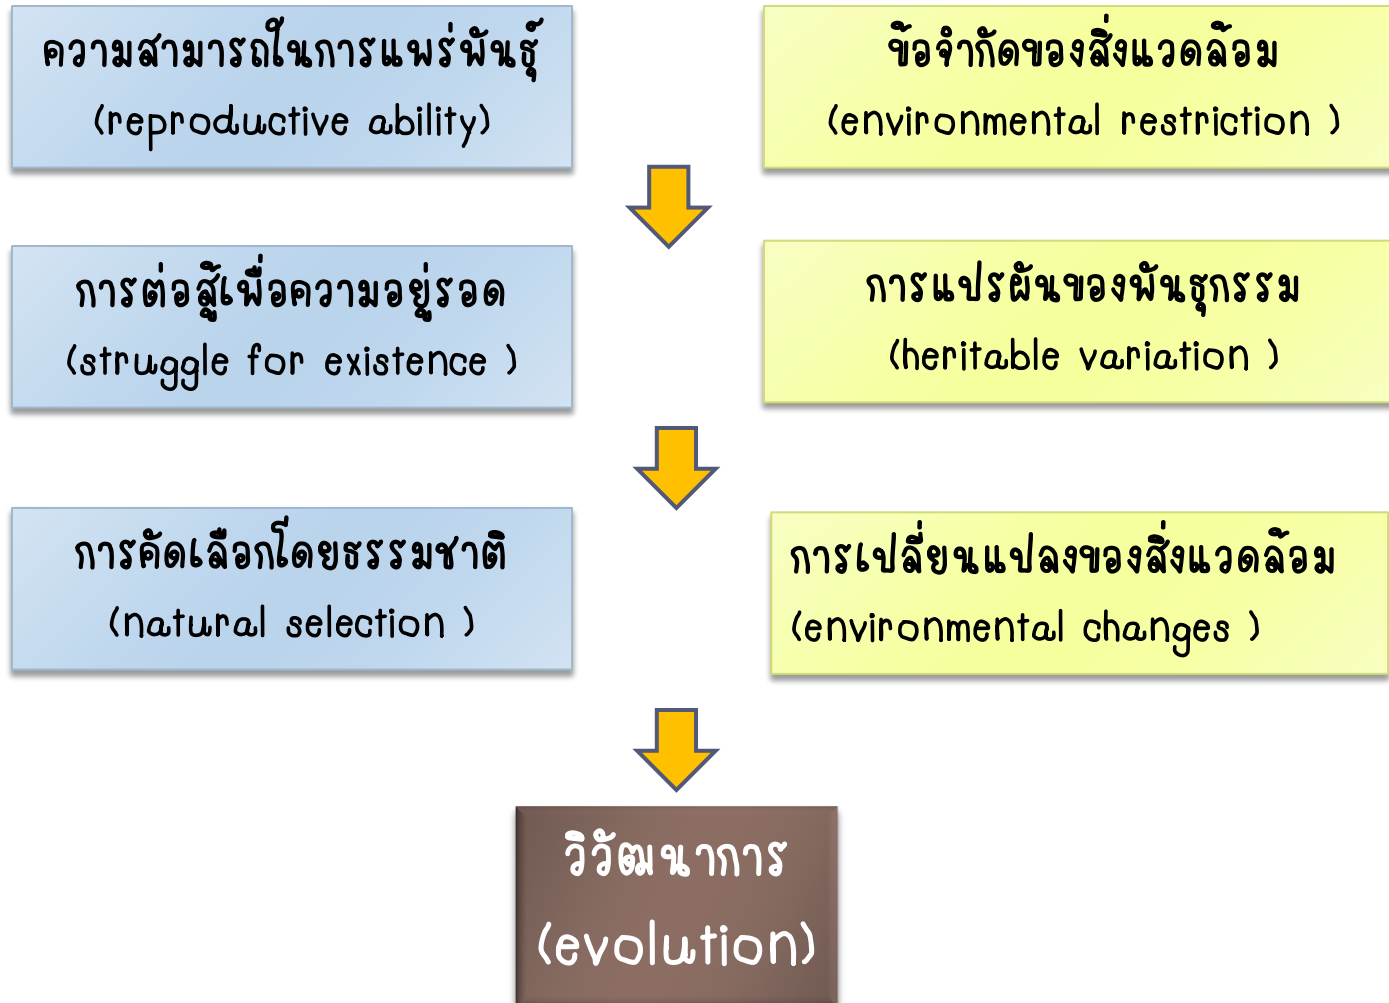 ความสามารถในการแพร่พันธุ์
(reproductive ability)
ข้อจำกัดของสิ่งแวดล้อม
(environmental restriction )
การต่อสู้เพื่อความอยู่รอด
(struggle for existence )
การแปรผันของพันธุกรรม
(heritable variation )
การคัดเลือกโดยธรรมชาติ
(natural selection )
การเปลี่ยนแปลงของสิ่งแวดล้อม
(environmental changes )
วิวัฒนาการ
(evolution)